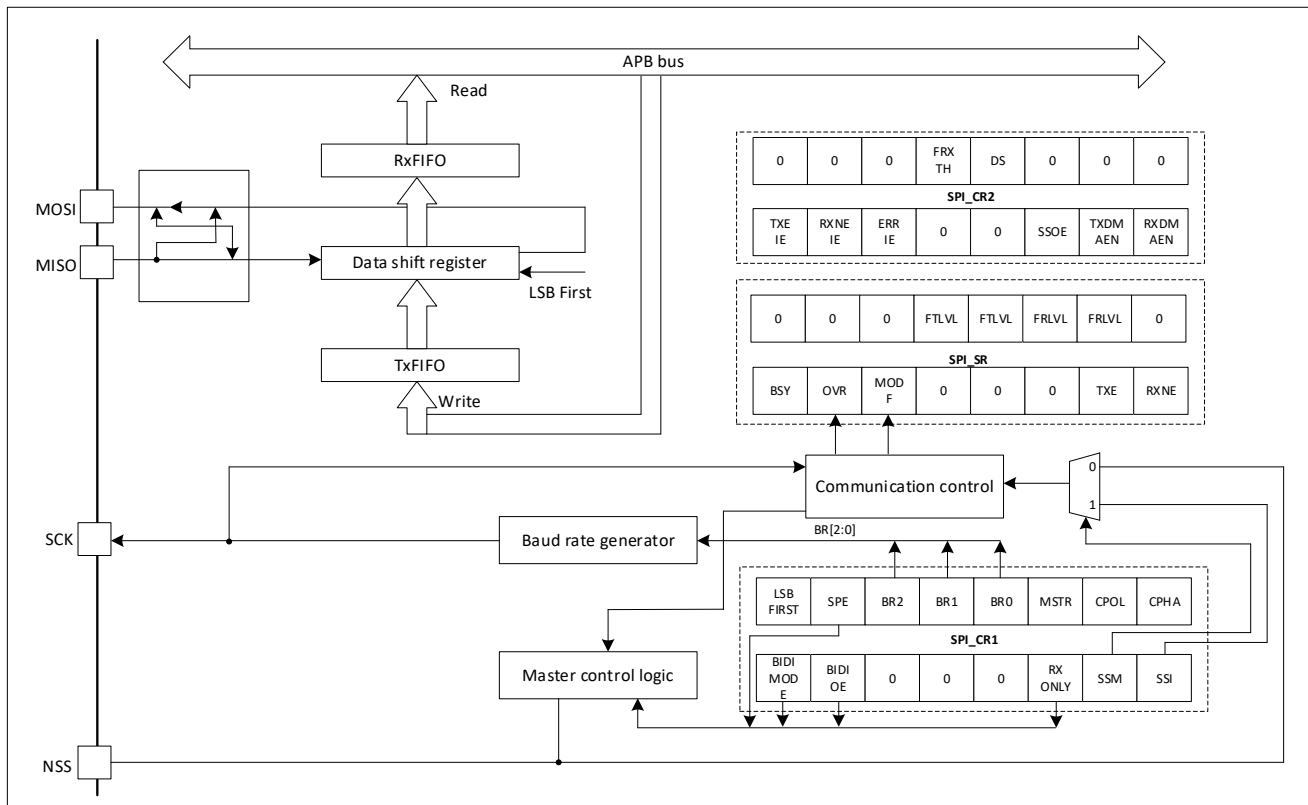 APB bus
Read
RxFIFO
MOSI
MISO
Data shift register
LSB First
TxFIFO
Write
0 0 0 FRX TH DS 0 0 0
SPI_CR2
TXE IE RXNE IE ERR IE 0 0 SSOE TXDM AEN RXDM AEN
0 0 0 FTLVL FTLVL FRLVL FRLVL 0
SPI_SR
BSY OVR MOD F 0 0 0 TXE RXNE
Communication control
0
1
SCK
Baud rate generator
BR[2:0]
LSB FIRST SPE BR2 BR1 BR0 MSTR CPOL CPHA
SPI_CR1
Master control logic
BIDI MOD E BIDI OE 0 0 0 RX ONLY SSM SSI
NSS